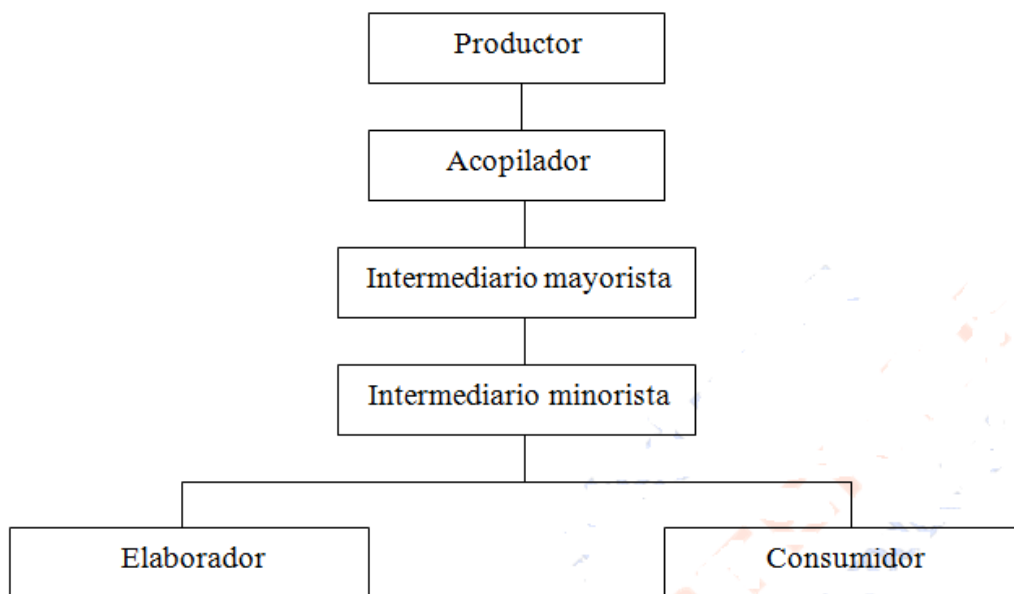 Productor
Acopilador
Intermediario mayorista
Intermediario minorista
Elaborador
Consumidor